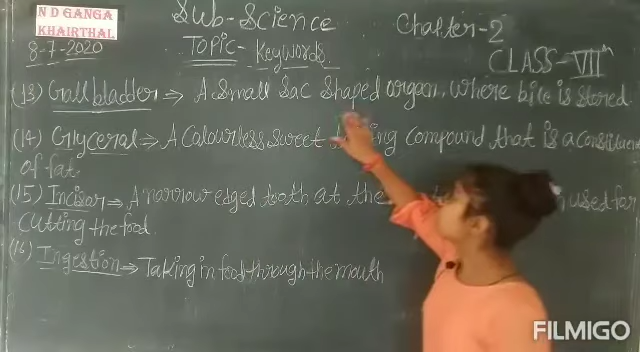 N D GANGA
KHAIRTHAL
Sub-Science
Chapter-2
8-7-2020
TOPIC- Keywords
CLASS-VIIth
(13) Gallbladder ⇒ A Small Sac Shaped organ, where bile is stored.
(14) Glyceral ⇒ A Colourless sweet compound that is a constituent
of fat.
(15) Incisor ⇒ A narrow edged tooth at the used for
cutting the food.
(16) Ingestion ⇒ Taking in food through the mouth
FILMIGO